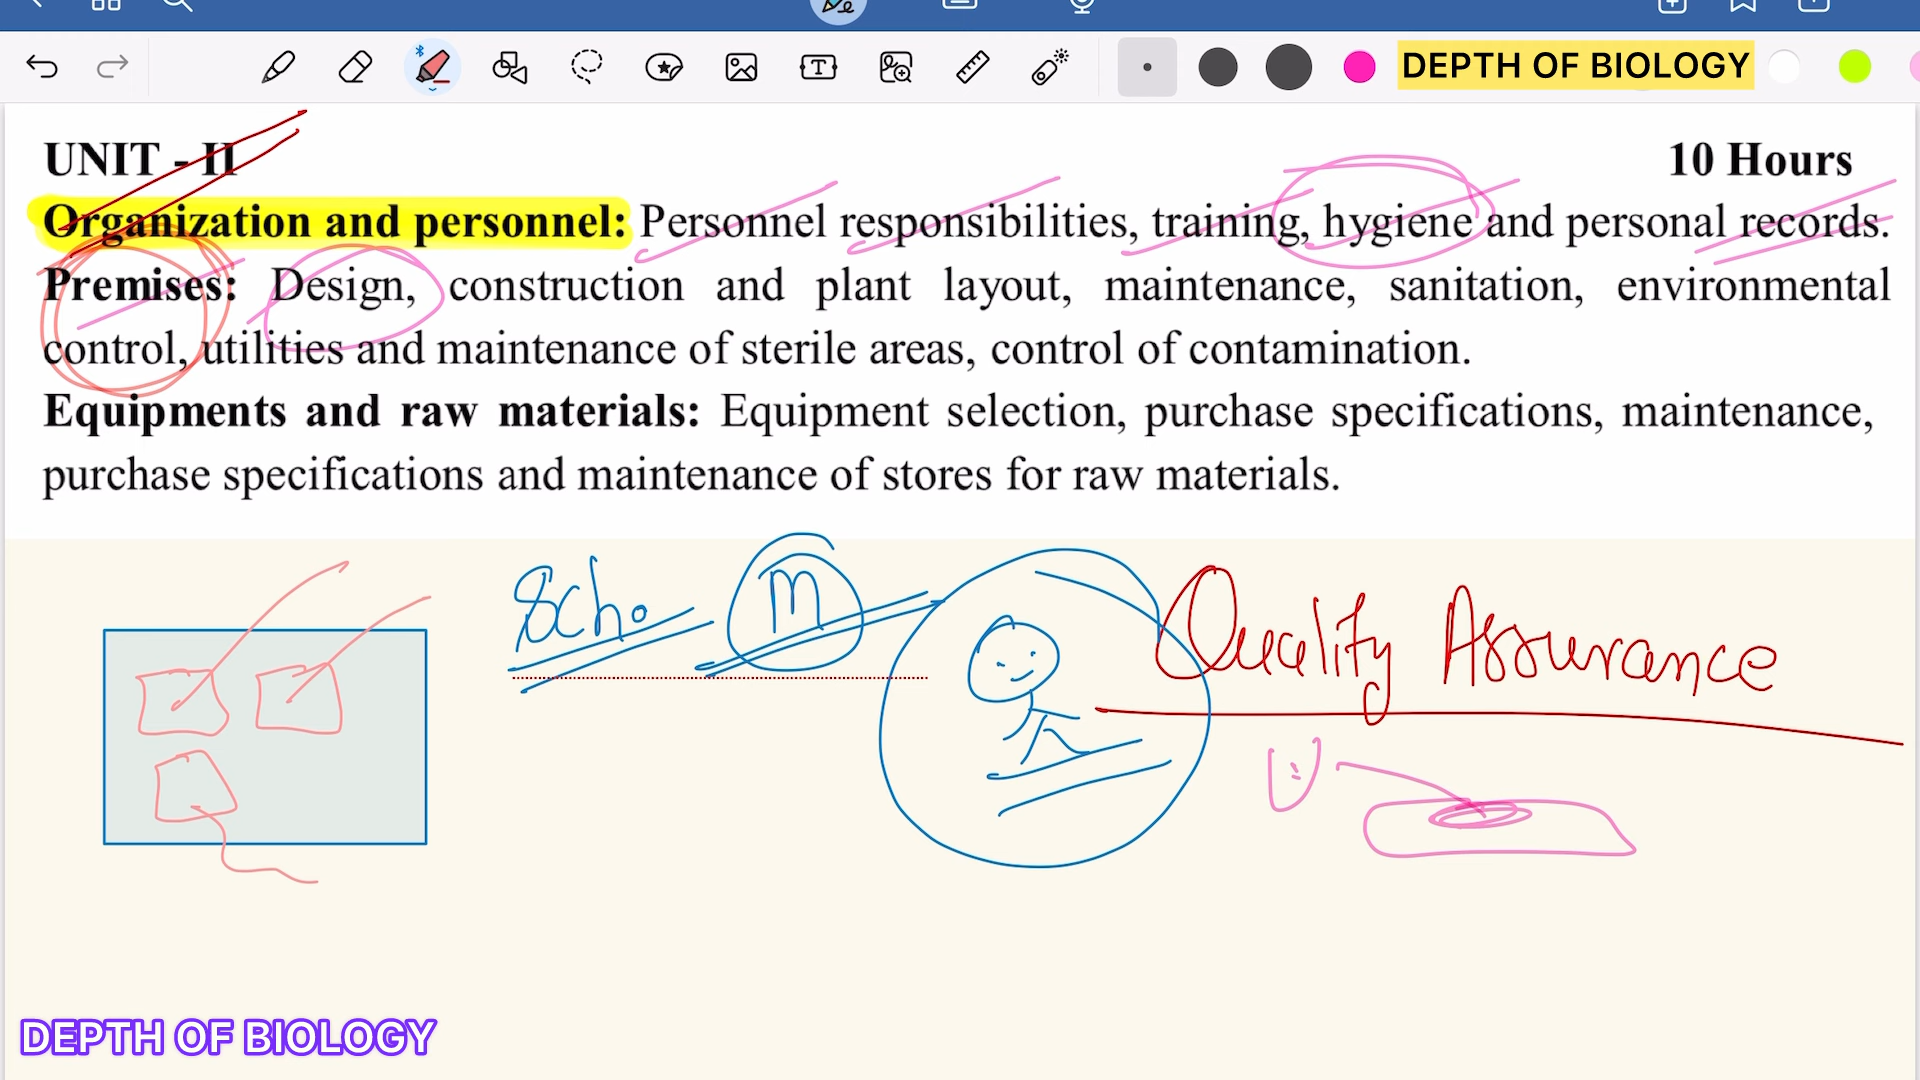 DEPTH OF BIOLOGY
UNIT - II 10 Hours
Organization and personnel: Personnel responsibilities, training, hygiene and personal records.
Premises: Design, construction and plant layout, maintenance, sanitation, environmental
control, utilities and maintenance of sterile areas, control of contamination.
Equipments and raw materials: Equipment selection, purchase specifications, maintenance,
purchase specifications and maintenance of stores for raw materials.
Scho M
Quality Assurance
DEPTH OF BIOLOGY